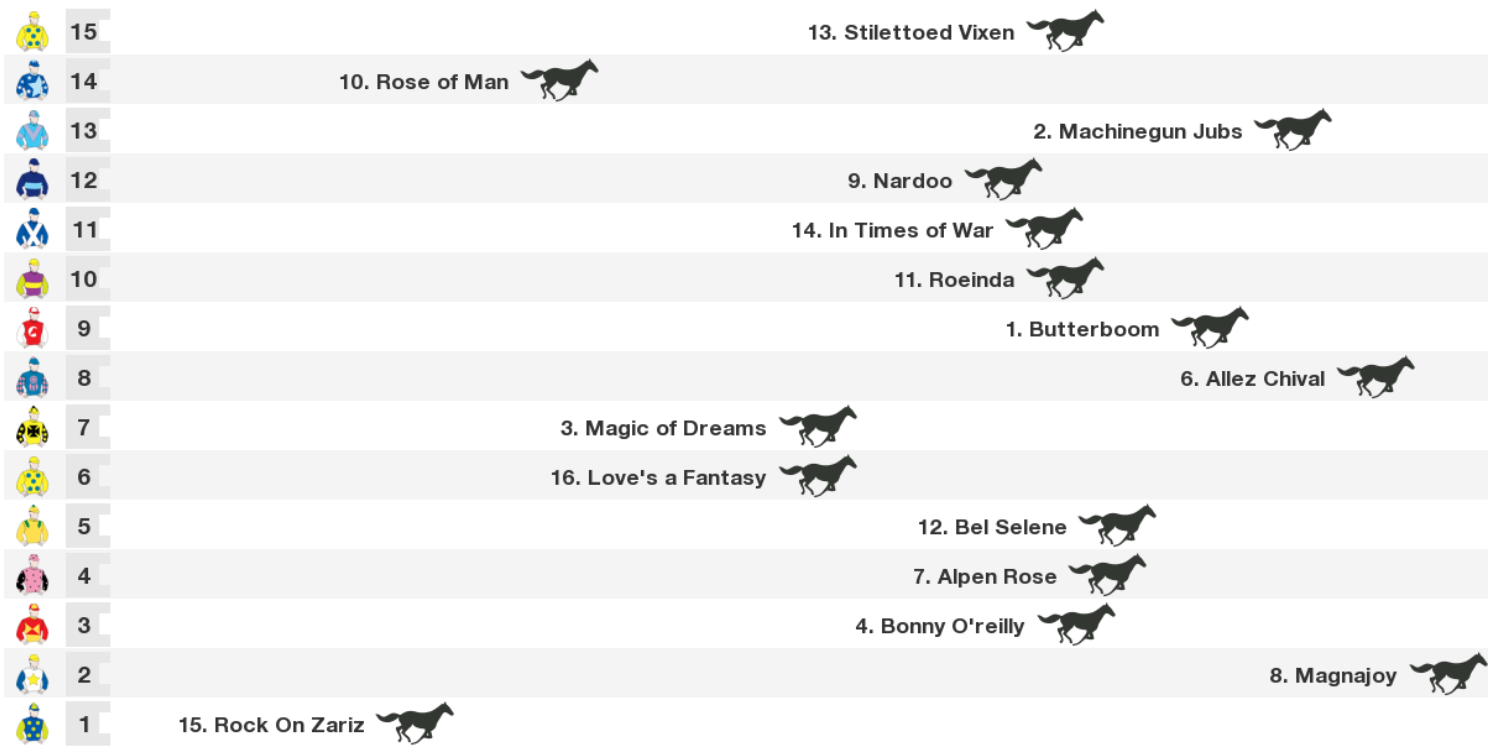 15 13. Stilettoed Vixen
14 10. Rose of Man
13 2. Machinegun Jubs
12 9. Nardoo
11 14. In Times of War
10 11. Roeinda
9 1. Butterboom
8 6. Allez Chival
7 3. Magic of Dreams
6 16. Love's a Fantasy
5 12. Bel Selene
4 7. Alpen Rose
3 4. Bonny O'reilly
2 8. Magnajoy
1 15. Rock On Zariz